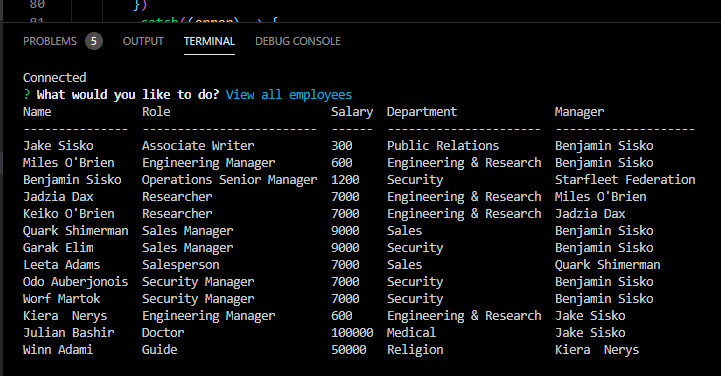 80 })
81 .catch((error) => {
PROBLEMS 5 OUTPUT TERMINAL DEBUG CONSOLE
Connected
? What would you like to do? View all employees
Name Role Salary Department Manager
--------------- ------------------------- ------ ---------------------- --------------------
Jake Sisko Associate Writer 300 Public Relations Benjamin Sisko
Miles O'Brien Engineering Manager 600 Engineering & Research Benjamin Sisko
Benjamin Sisko Operations Senior Manager 1200 Security Starfleet Federation
Jadzia Dax Researcher 7000 Engineering & Research Miles O'Brien
Keiko O'Brien Researcher 7000 Engineering & Research Jadzia Dax
Quark Shimerman Sales Manager 9000 Sales Benjamin Sisko
Garak Elim Sales Manager 9000 Security Benjamin Sisko
Leeta Adams Salesperson 7000 Sales Quark Shimerman
Odo Auberjonois Security Manager 7000 Security Benjamin Sisko
Worf Martok Security Manager 7000 Security Benjamin Sisko
Kiera  Nerys Engineering Manager 600 Engineering & Research Jake Sisko
Julian Bashir Doctor 100000 Medical Jake Sisko
Winn Adami Guide 50000 Religion Kiera  Nerys